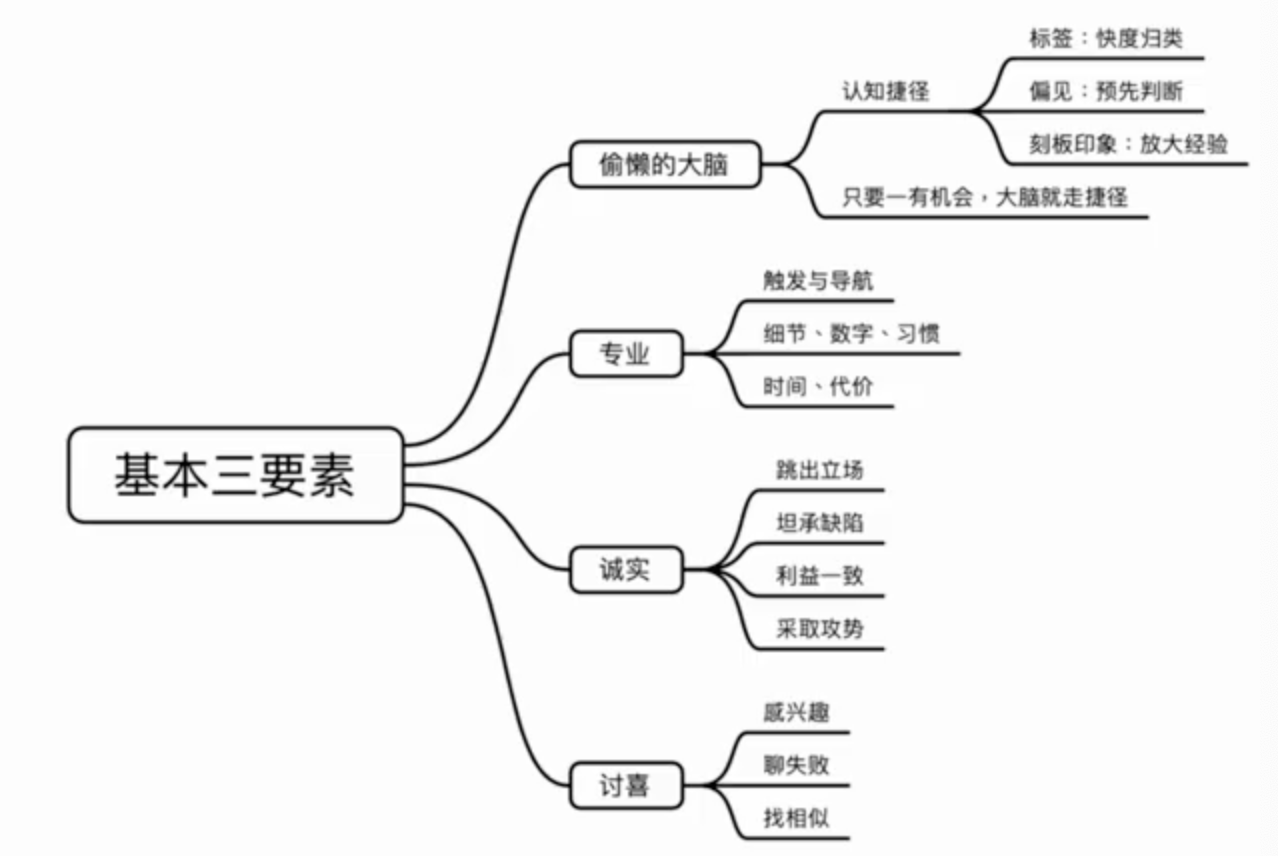 基本三要素
偷懒的大脑
认知捷径
标签：快度归类
偏见：预先判断
刻板印象：放大经验
只要一有机会，大脑就走捷径
专业
触发与导航
细节、数字、习惯
时间、代价
诚实
跳出立场
坦承缺陷
利益一致
采取攻势
讨喜
感兴趣
聊失败
找相似